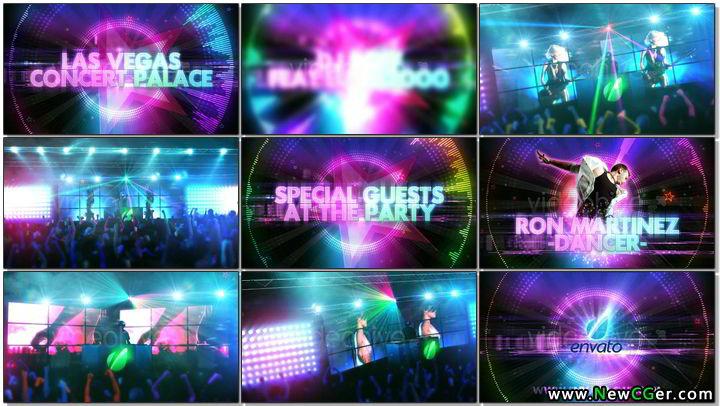 LAS VEGAS
CONCERT PALACE
SPECIAL GUESTS
AT THE PARTY
RON MARTINEZ
-DANCER-
envato
www.NewCGer.com